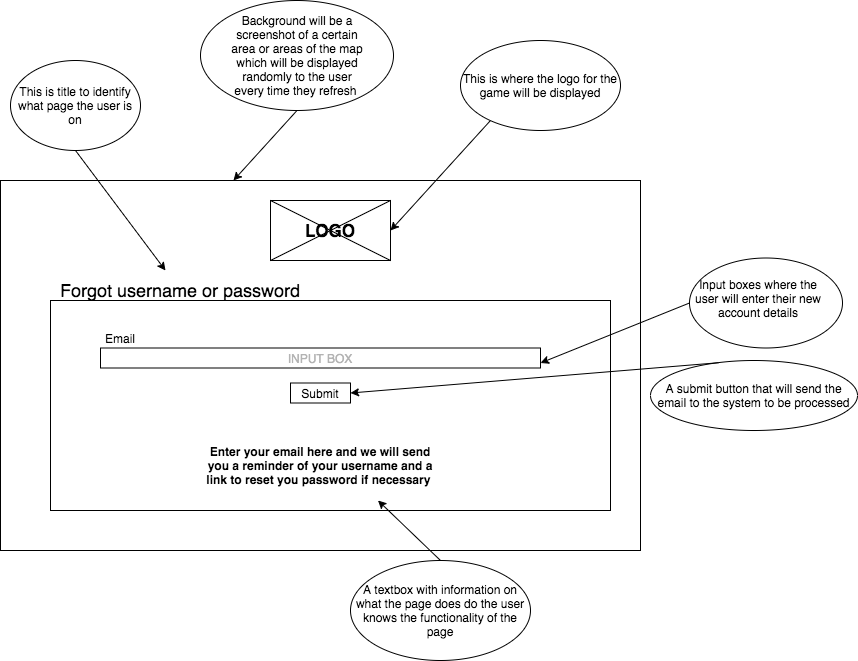 Background will be a
screenshot of a certain
area or areas of the map
which will be displayed
randomly to the user
every time they refresh
This is where the logo for the
game will be displayed
This is title to identify
what page the user is
on
LOGO
Forgot username or password
Input boxes where the
user will enter their new
account details
Email
INPUT BOX
Submit
A submit button that will send the
email to the system to be processed
Enter your email here and we will send
you a reminder of your username and a
link to reset you password if necessary
A textbox with information on
what the page does do the user
knows the functionality of the
page